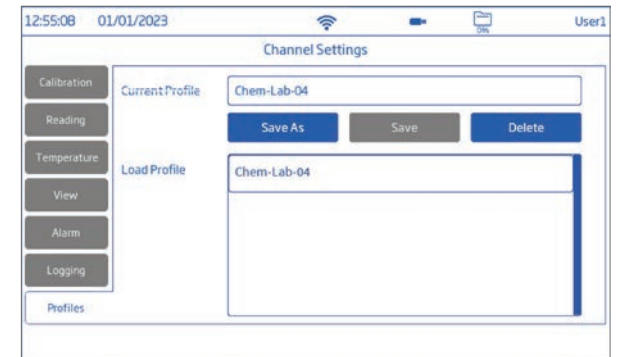 12:55:08 01/01/2023 0% User1
Channel Settings
Calibration
Current Profile
Chem-Lab-04
Reading
Save As Save Delete
Temperature
Load Profile
Chem-Lab-04
View
Alarm
Logging
Profiles